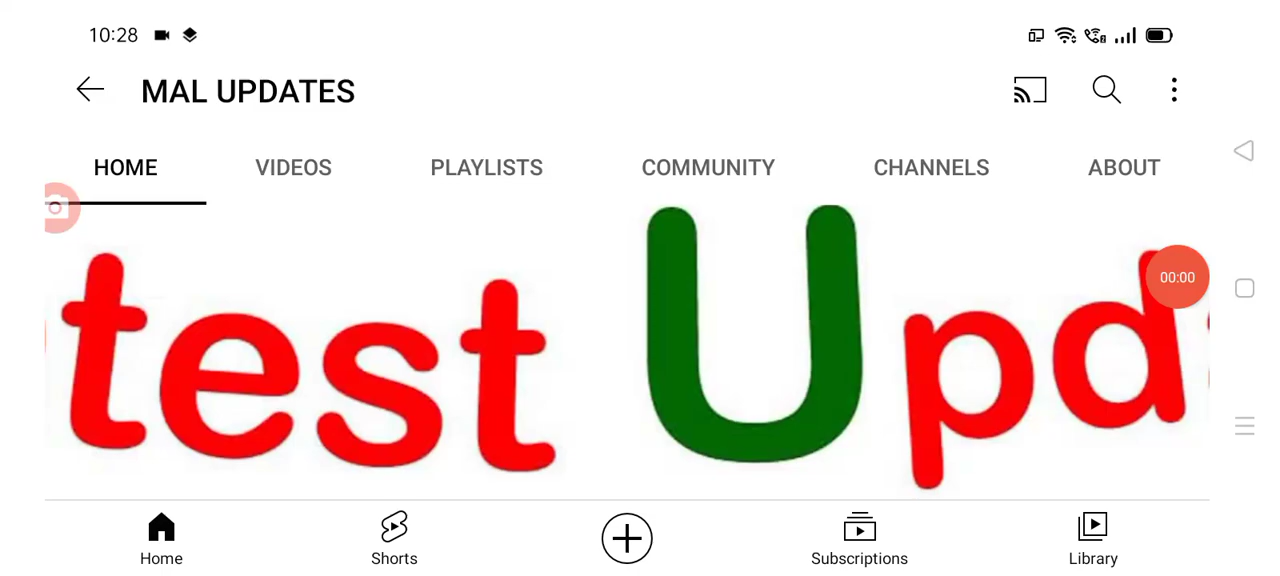 10:28
MAL UPDATES
HOME VIDEOS PLAYLISTS COMMUNITY CHANNELS ABOUT
test Upd
00:00
Home Shorts Subscriptions Library